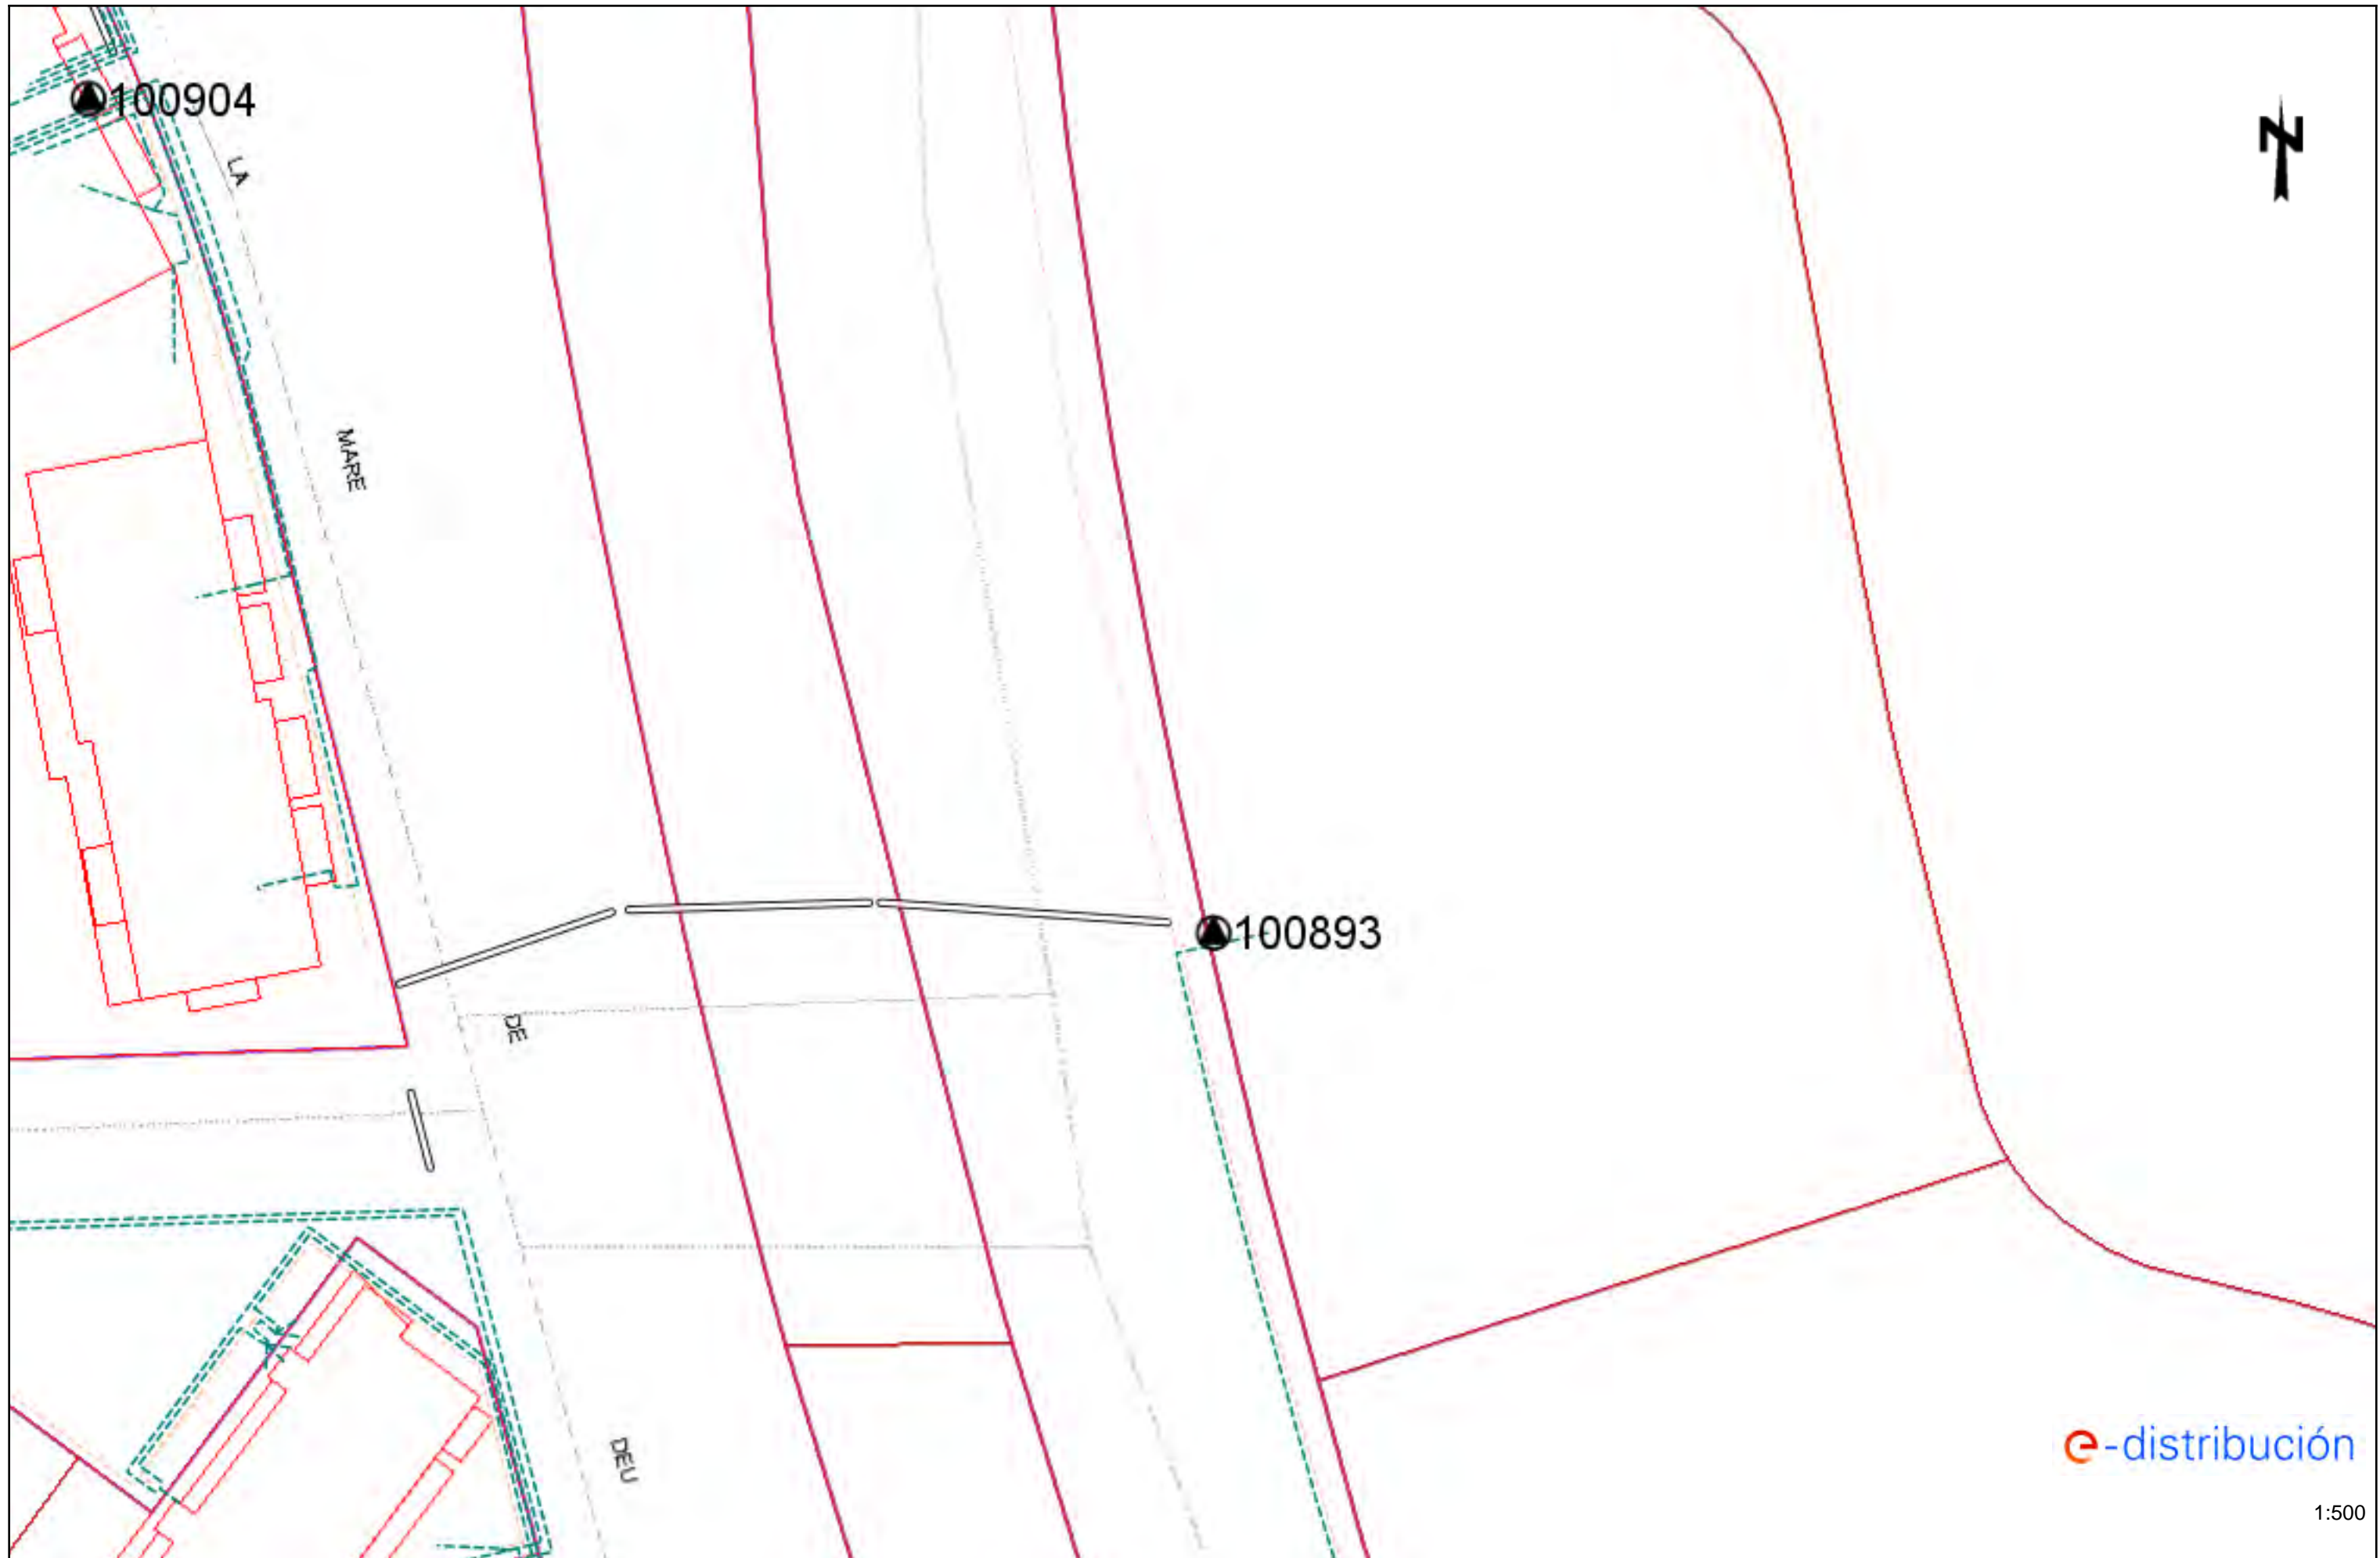 100904
LA
N
MARE
100893
DE
DEU
e-distribución
1:500